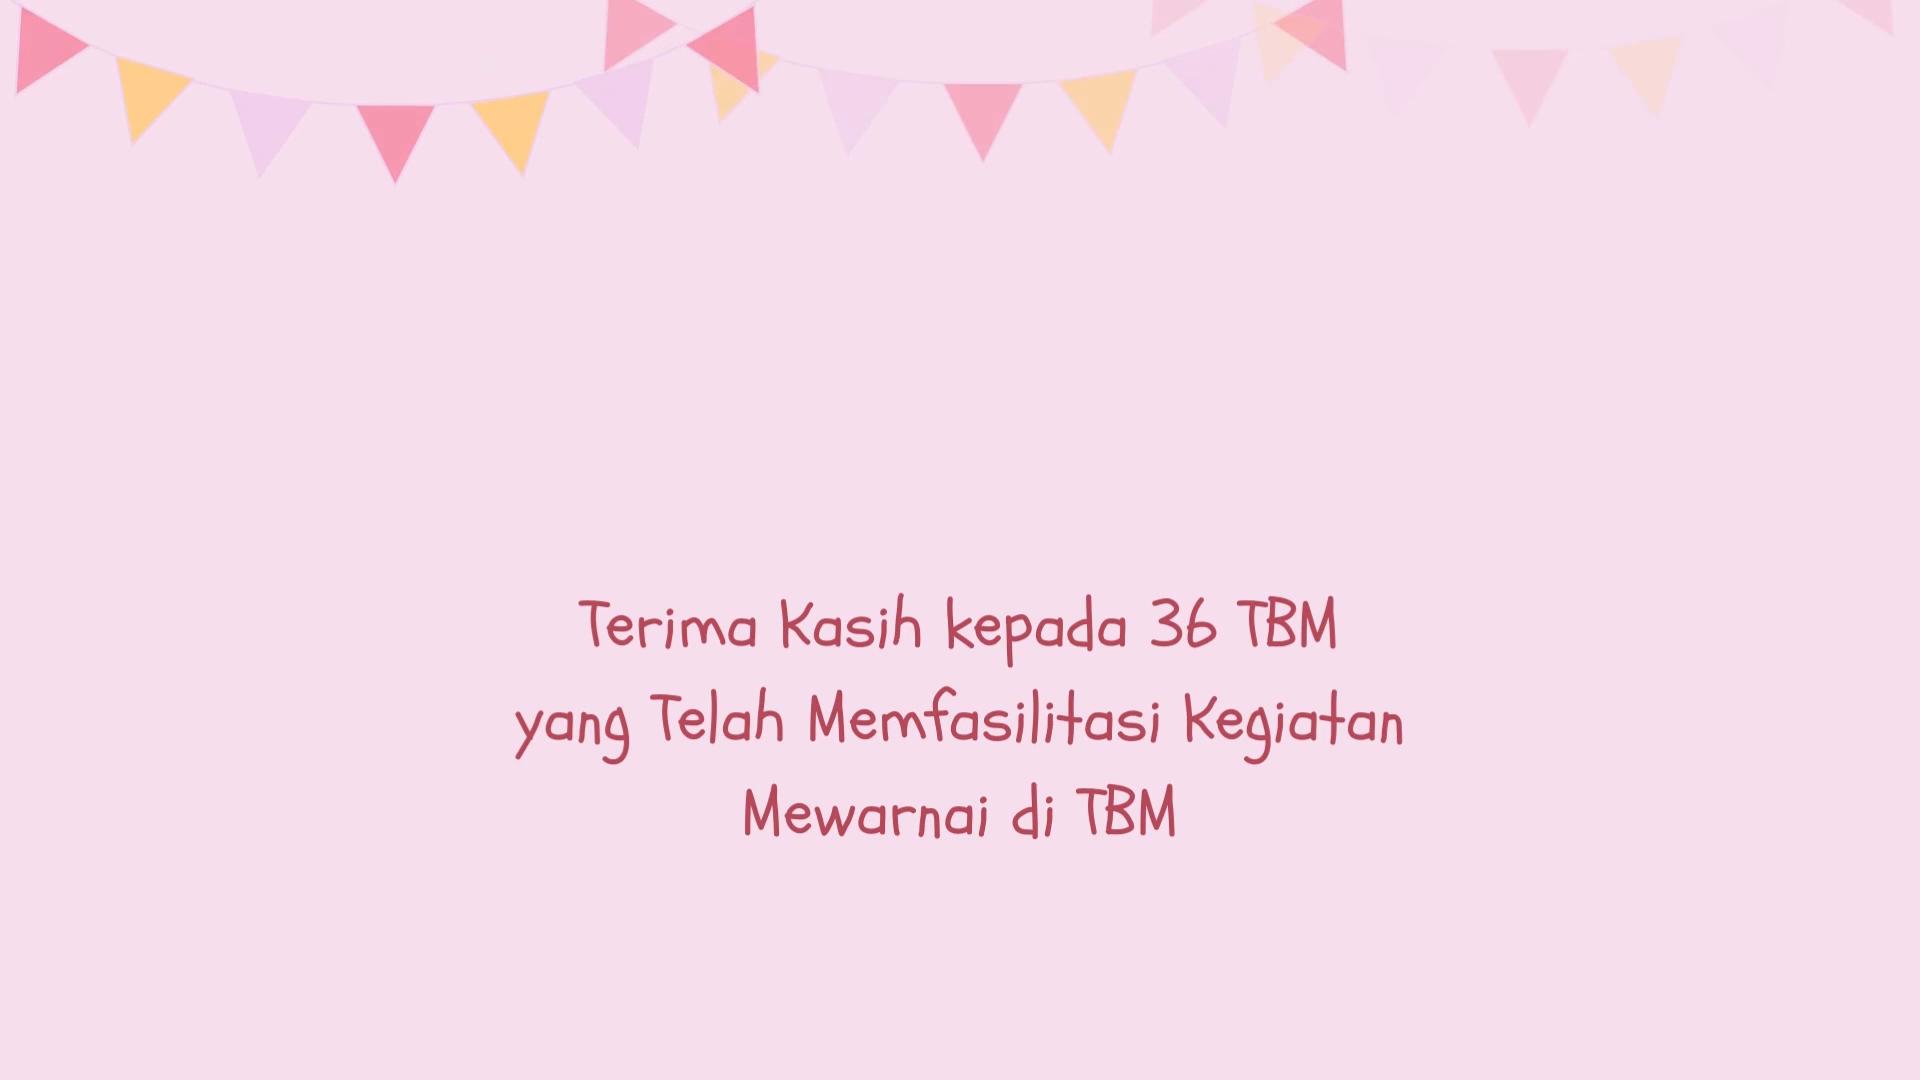 Terima Kasih kepada 36 TBM
yang Telah Memfasilitasi Kegiatan
Mewarnai di TBM